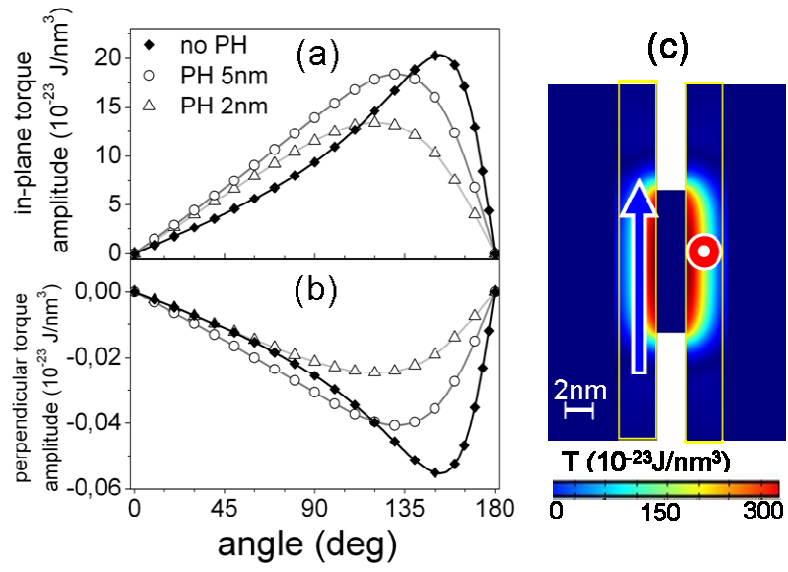 (a)
no PH
PH 5nm
PH 2nm
in-plane torque
amplitude (10⁻²³ J/nm³)
20
15
10
5
0
(b)
perpendicular torque
amplitude (10⁻²³ J/nm³)
0,00
-0,02
-0,04
-0,06
0 45 90 135 180
angle (deg)
(c)
2nm
T (10⁻²³J/nm³)
0 150 300